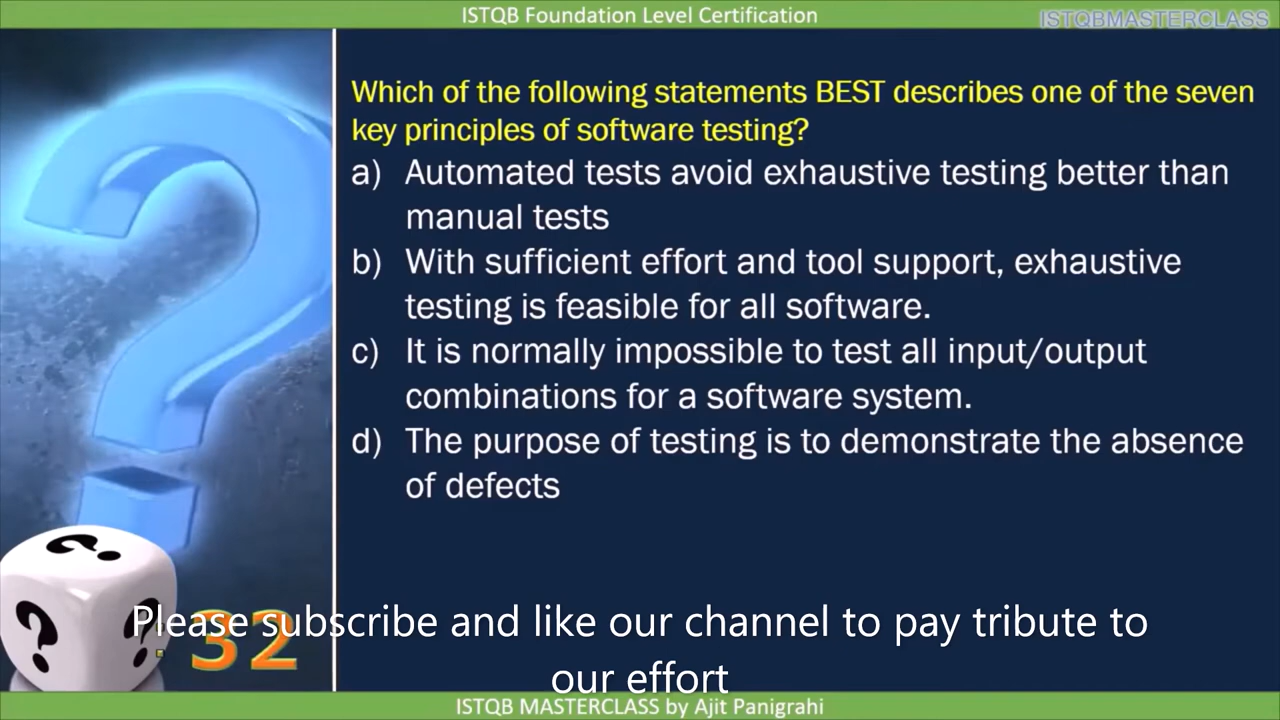 ISTQB Foundation Level Certification
ISTQBMASTERCLASS
Which of the following statements BEST describes one of the seven
key principles of software testing?
a) Automated tests avoid exhaustive testing better than
manual tests
b) With sufficient effort and tool support, exhaustive
testing is feasible for all software.
c) It is normally impossible to test all input/output
combinations for a software system.
d) The purpose of testing is to demonstrate the absence
of defects
: 32
Please subscribe and like our channel to pay tribute to
our effort
ISTQB MASTERCLASS by Ajit Panigrahi